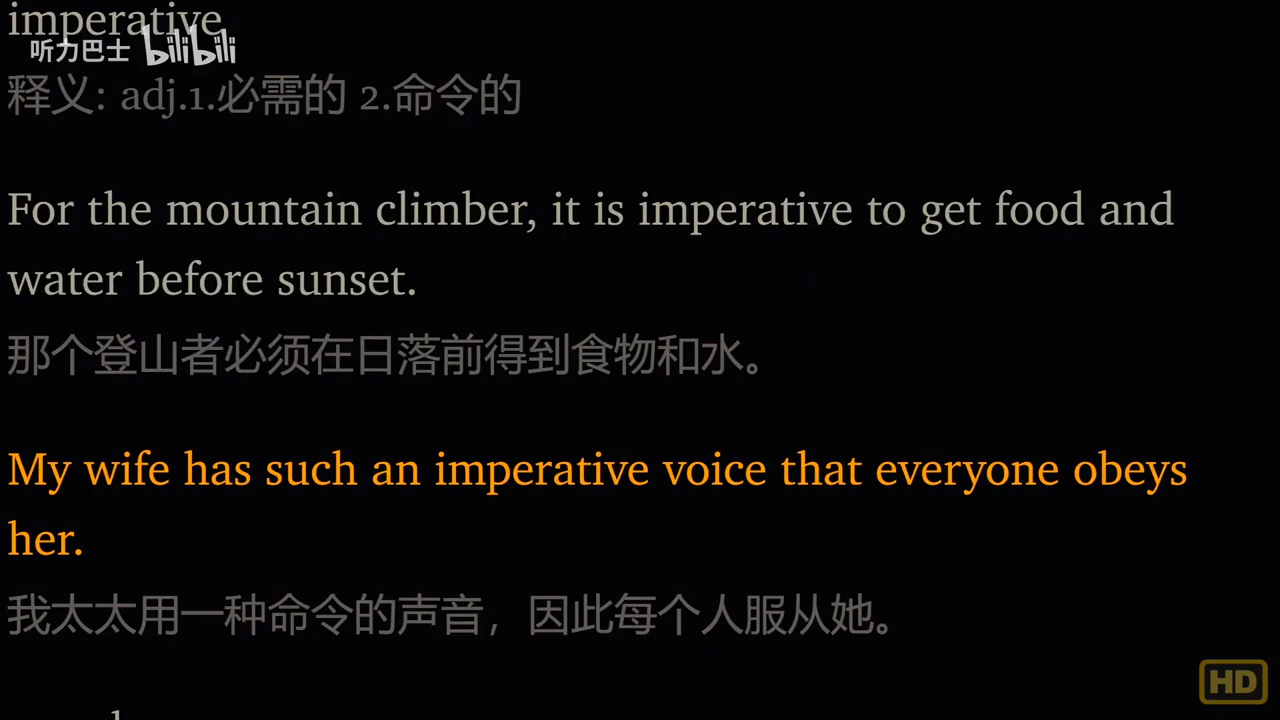 imperative
听力巴士 bilibili
释义: adj.1.必需的 2.命令的
For the mountain climber, it is imperative to get food and
water before sunset.
那个登山者必须在日落前得到食物和水。
My wife has such an imperative voice that everyone obeys
her.
我太太用一种命令的声音，因此每个人服从她。
HD